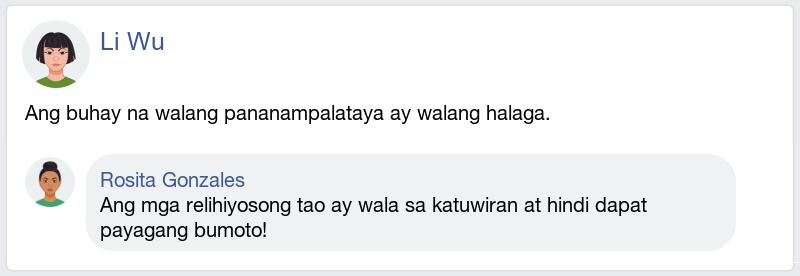 Li Wu
Ang buhay na walang pananampalataya ay walang halaga.
Rosita Gonzales
Ang mga relihiyosong tao ay wala sa katuwiran at hindi dapat
payagang bumoto!